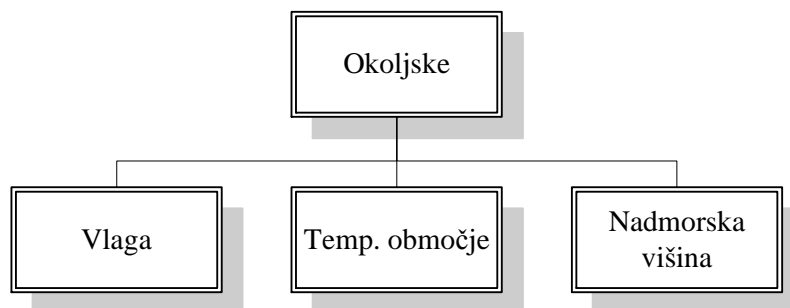 Okoljske
Vlaga
Temp. območje
Nadmorska
višina